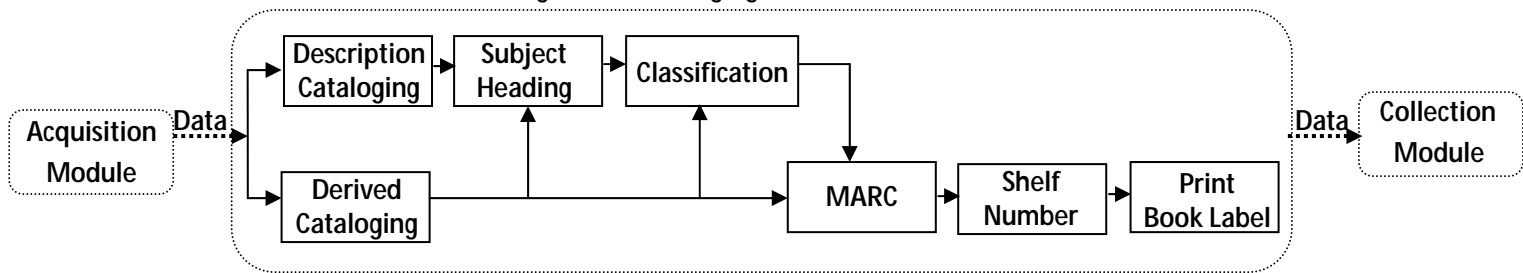 Acquisition
Module
Data
Description
Cataloging
Subject
Heading
Classification
Derived
Cataloging
MARC
Shelf
Number
Print
Book Label
Data
Collection
Module